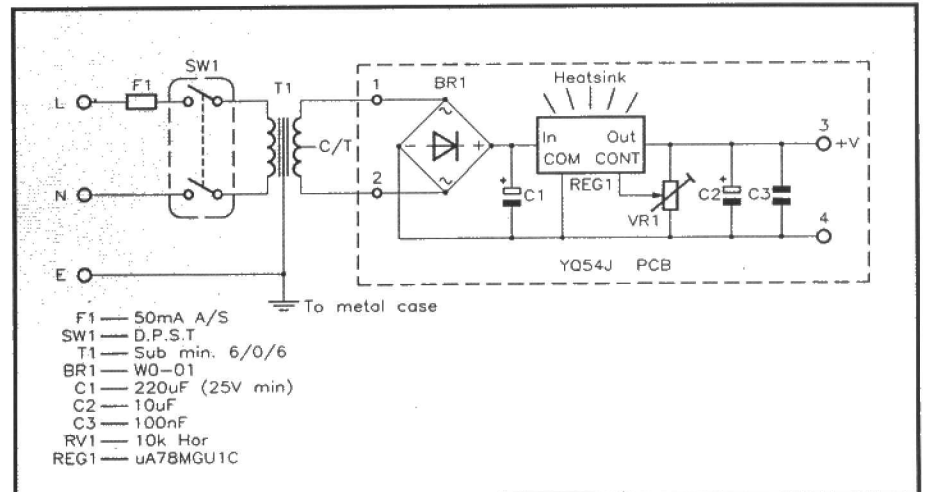 SW1
F1
T1
L
N
E
C/T
1
2
BR1
Heatsink
In Out
COM CONT
REG1
C1
VR1
C2
C3
3
+V
4
YQ54J PCB
To metal case
F1 — 50mA A/S
SW1 — D.P.S.T
T1 — Sub min. 6/0/6
BR1 — W0-01
C1 — 220uF (25V min)
C2 — 10uF
C3 — 100nF
RV1 — 10k Hor
REG1 — uA78MGU1C